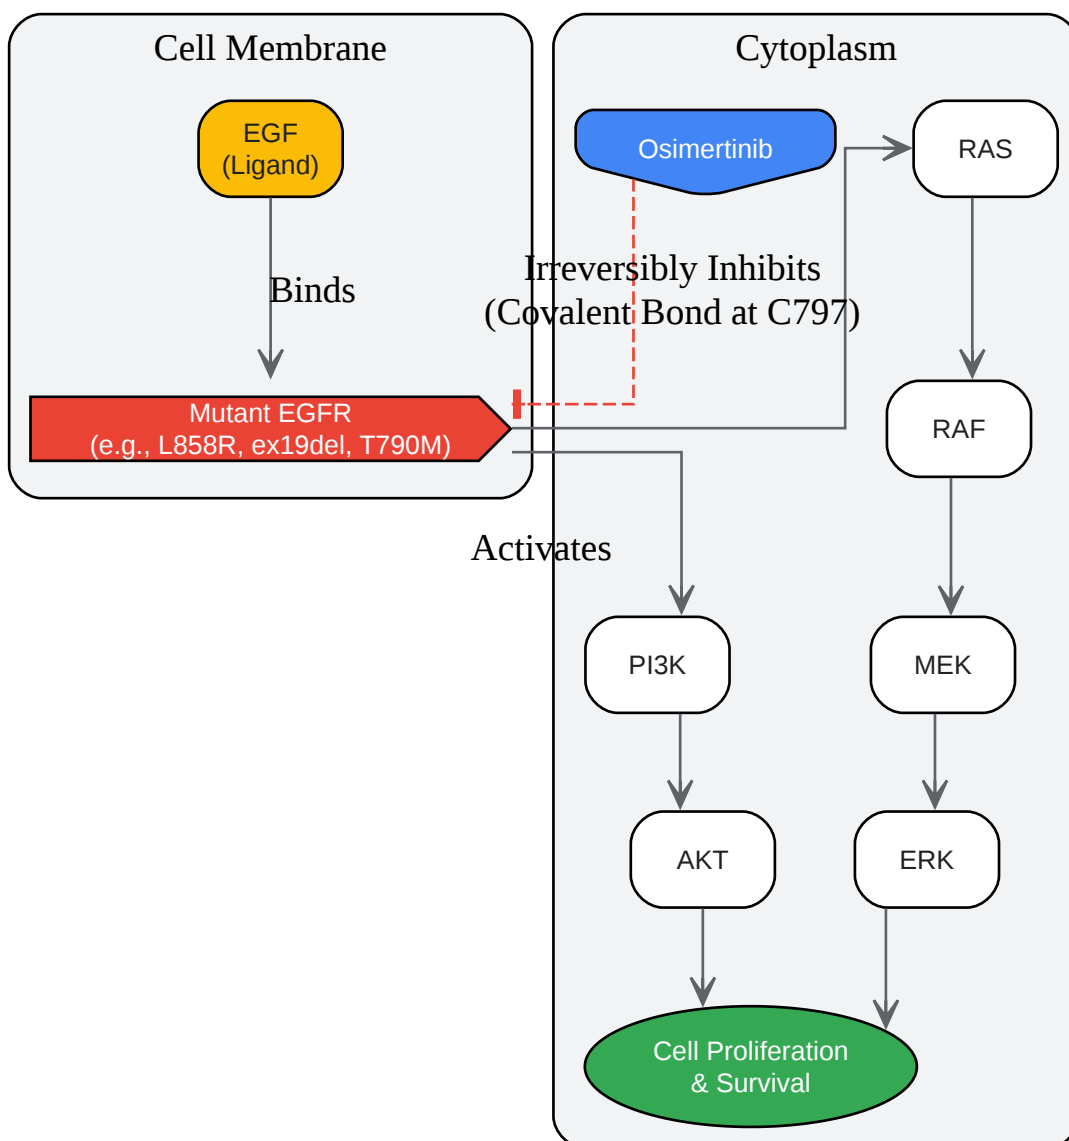 Cell Membrane
Cytoplasm
EGF
(Ligand)
Osimertinib
RAS
Binds
Irreversibly Inhibits
(Covalent Bond at C797)
Mutant EGFR
(e.g., L858R, ex19del, T790M)
RAF
Activates
PI3K
MEK
AKT
ERK
Cell Proliferation
& Survival